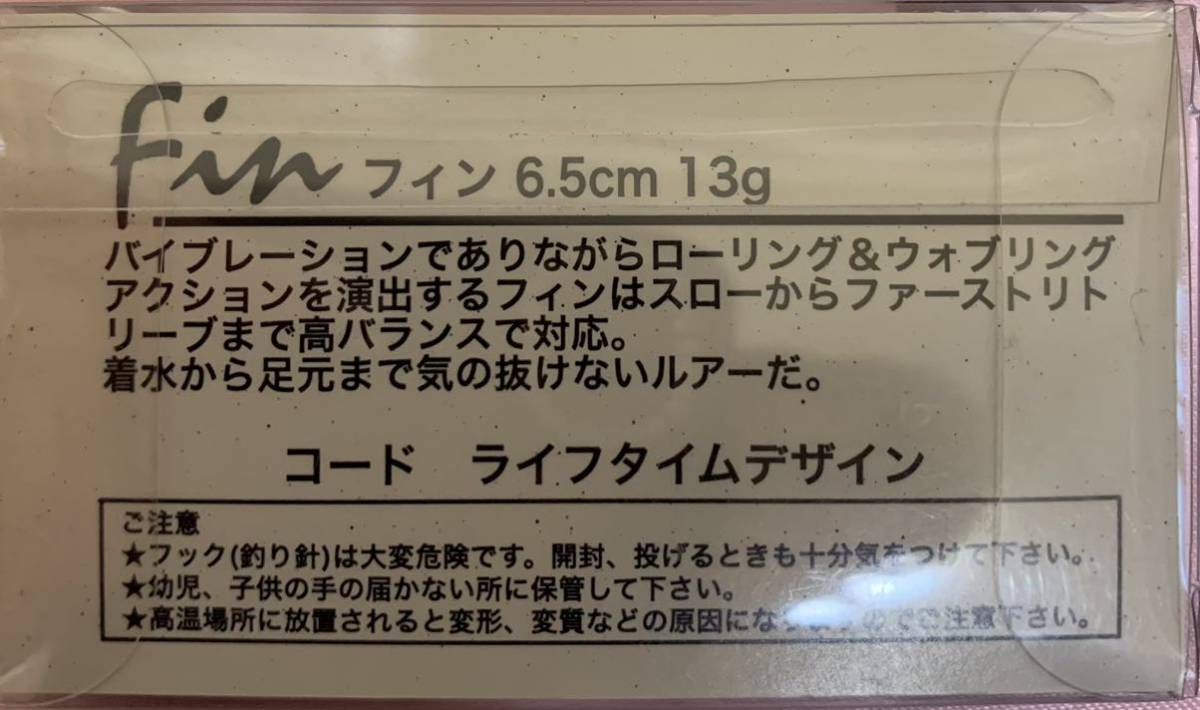 fin フィン 6.5cm 13g
バイブレーションでありながらローリング&ウォブリング
アクションを演出するフィンはスローからファーストリト
リーブまで高バランスで対応。
着水から足元まで気の抜けないルアーだ。
コード ライフタイムデザイン
ご注意
★フック(釣り針)は大変危険です。開封、投げるときも十分気をつけて下さい。
★幼児、子供の手の届かない所に保管して下さい。
★高温場所に放置されると変形、変質などの原因になりますのでご注意下さい。